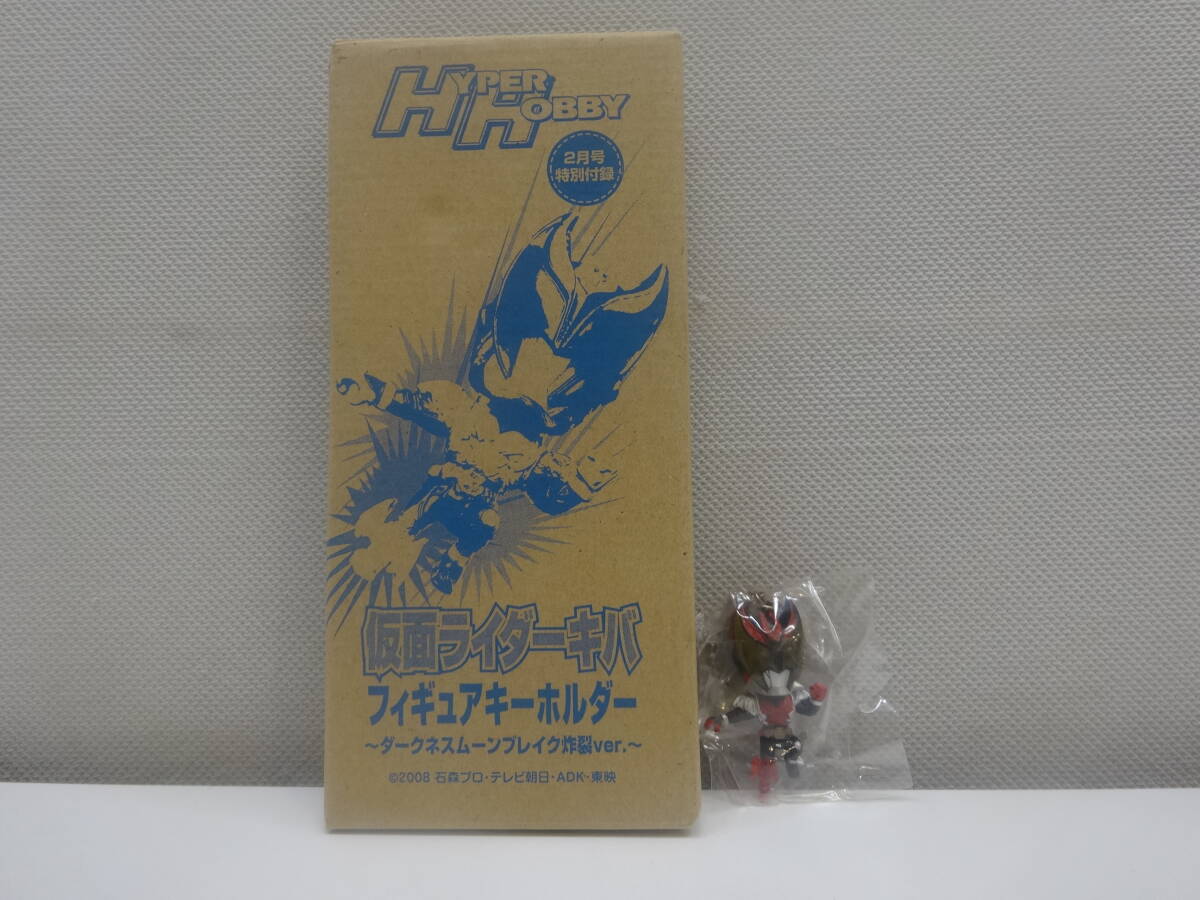 HYPER HOBBY
2月号
特別付録
仮面ライダーキバ
フィギュアキーホルダー
～ダークネスムーンブレイク炸裂ver.～
©2008 石森プロ・テレビ朝日・ADK・東映